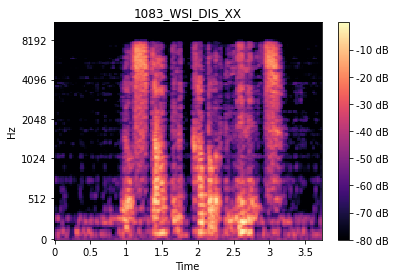 1083_WSI_DIS_XX
8192
4096
2048
1024
512
0
Hz
0 0.5 1 1.5 2 2.5 3 3.5
Time
-10 dB
-20 dB
-30 dB
-40 dB
-50 dB
-60 dB
-70 dB
-80 dB